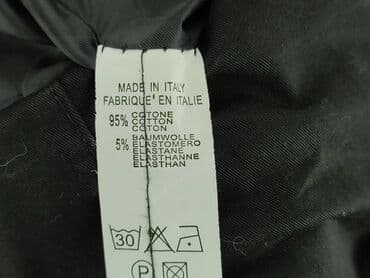 MADE IN ITALY
FABRIQUE' EN ITALIE
95% COTONE
COTTON
COTON
BAUMWOLLE
5% ELASTOMERO
ELASTANE
ELASTHANNE
ELASTHAN
30
P